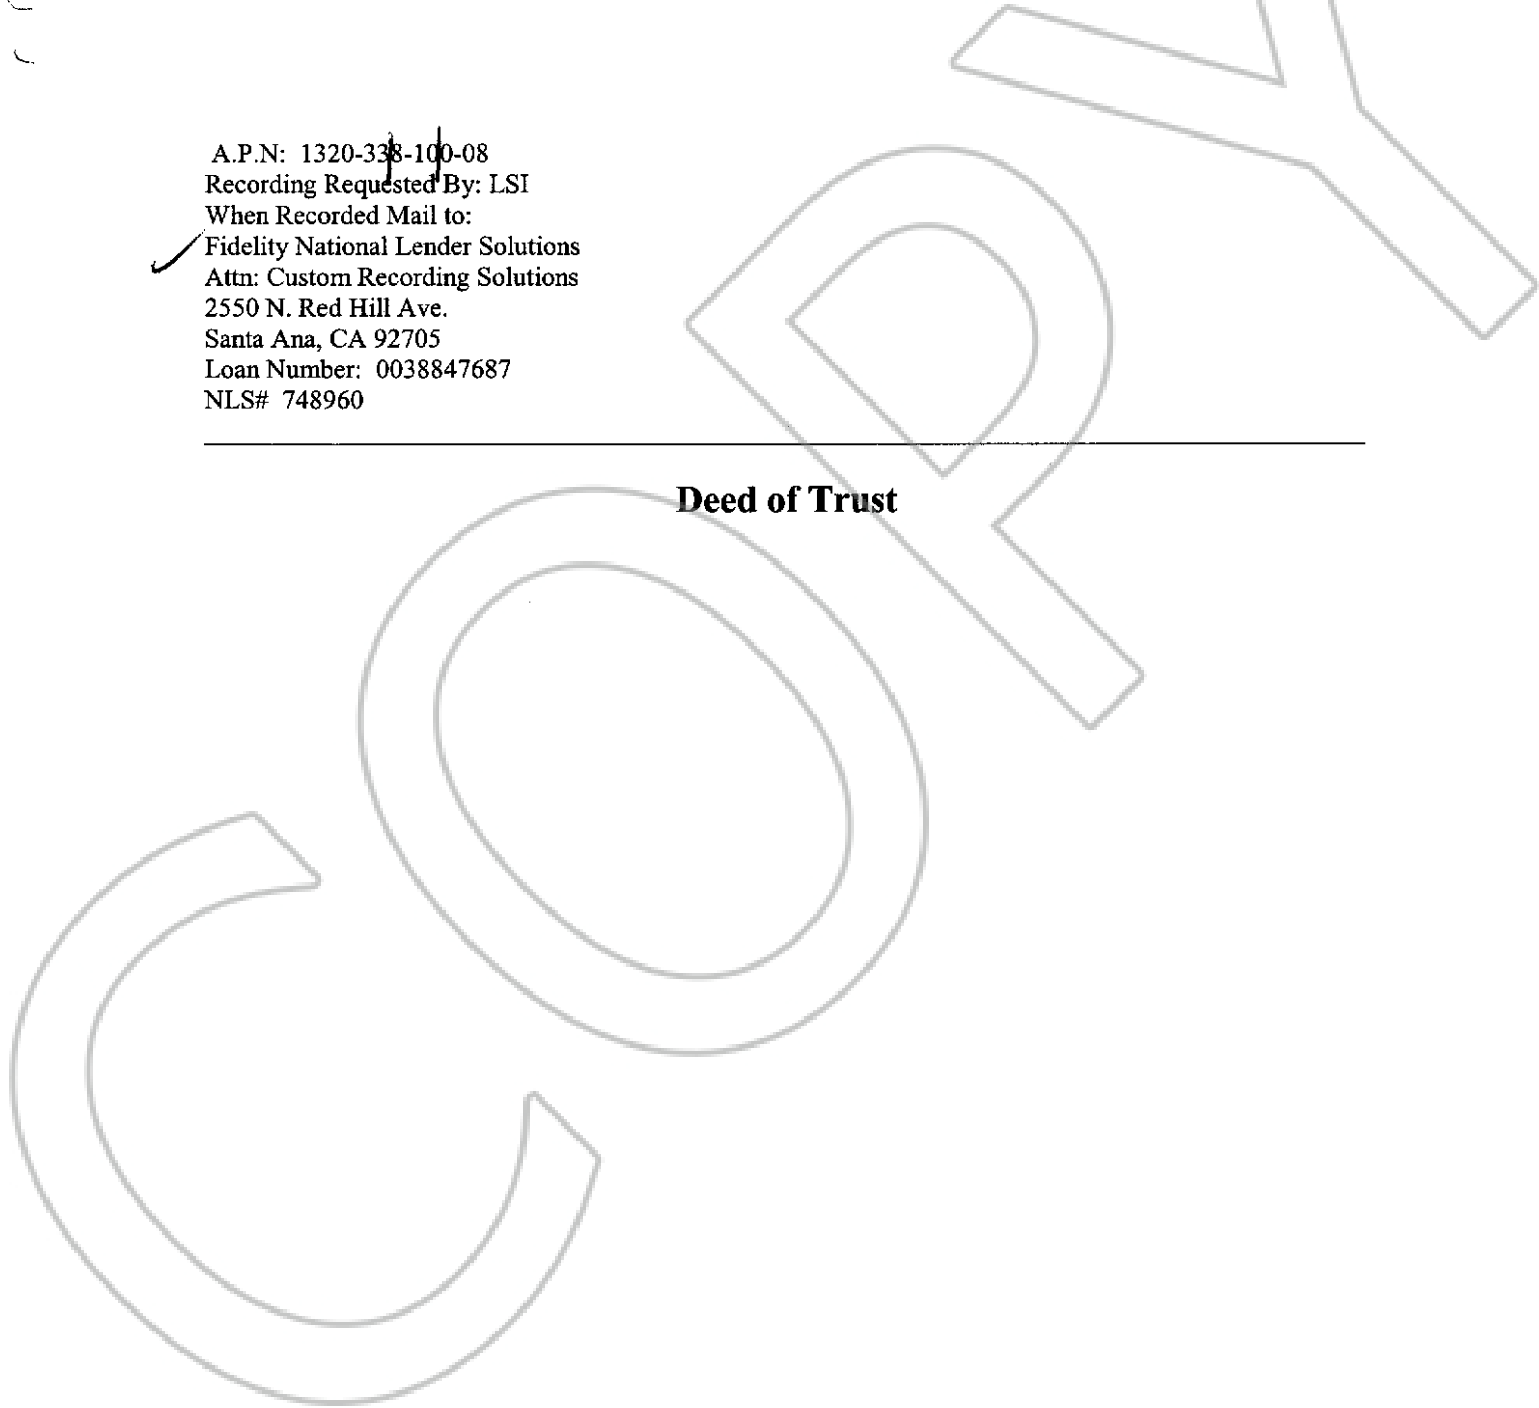 A.P.N: 1320-338-100-08
Recording Requested By: LSI
When Recorded Mail to:
Fidelity National Lender Solutions
Attn: Custom Recording Solutions
2550 N. Red Hill Ave.
Santa Ana, CA 92705
Loan Number: 0038847687
NLS# 748960
Deed of Trust
COPY